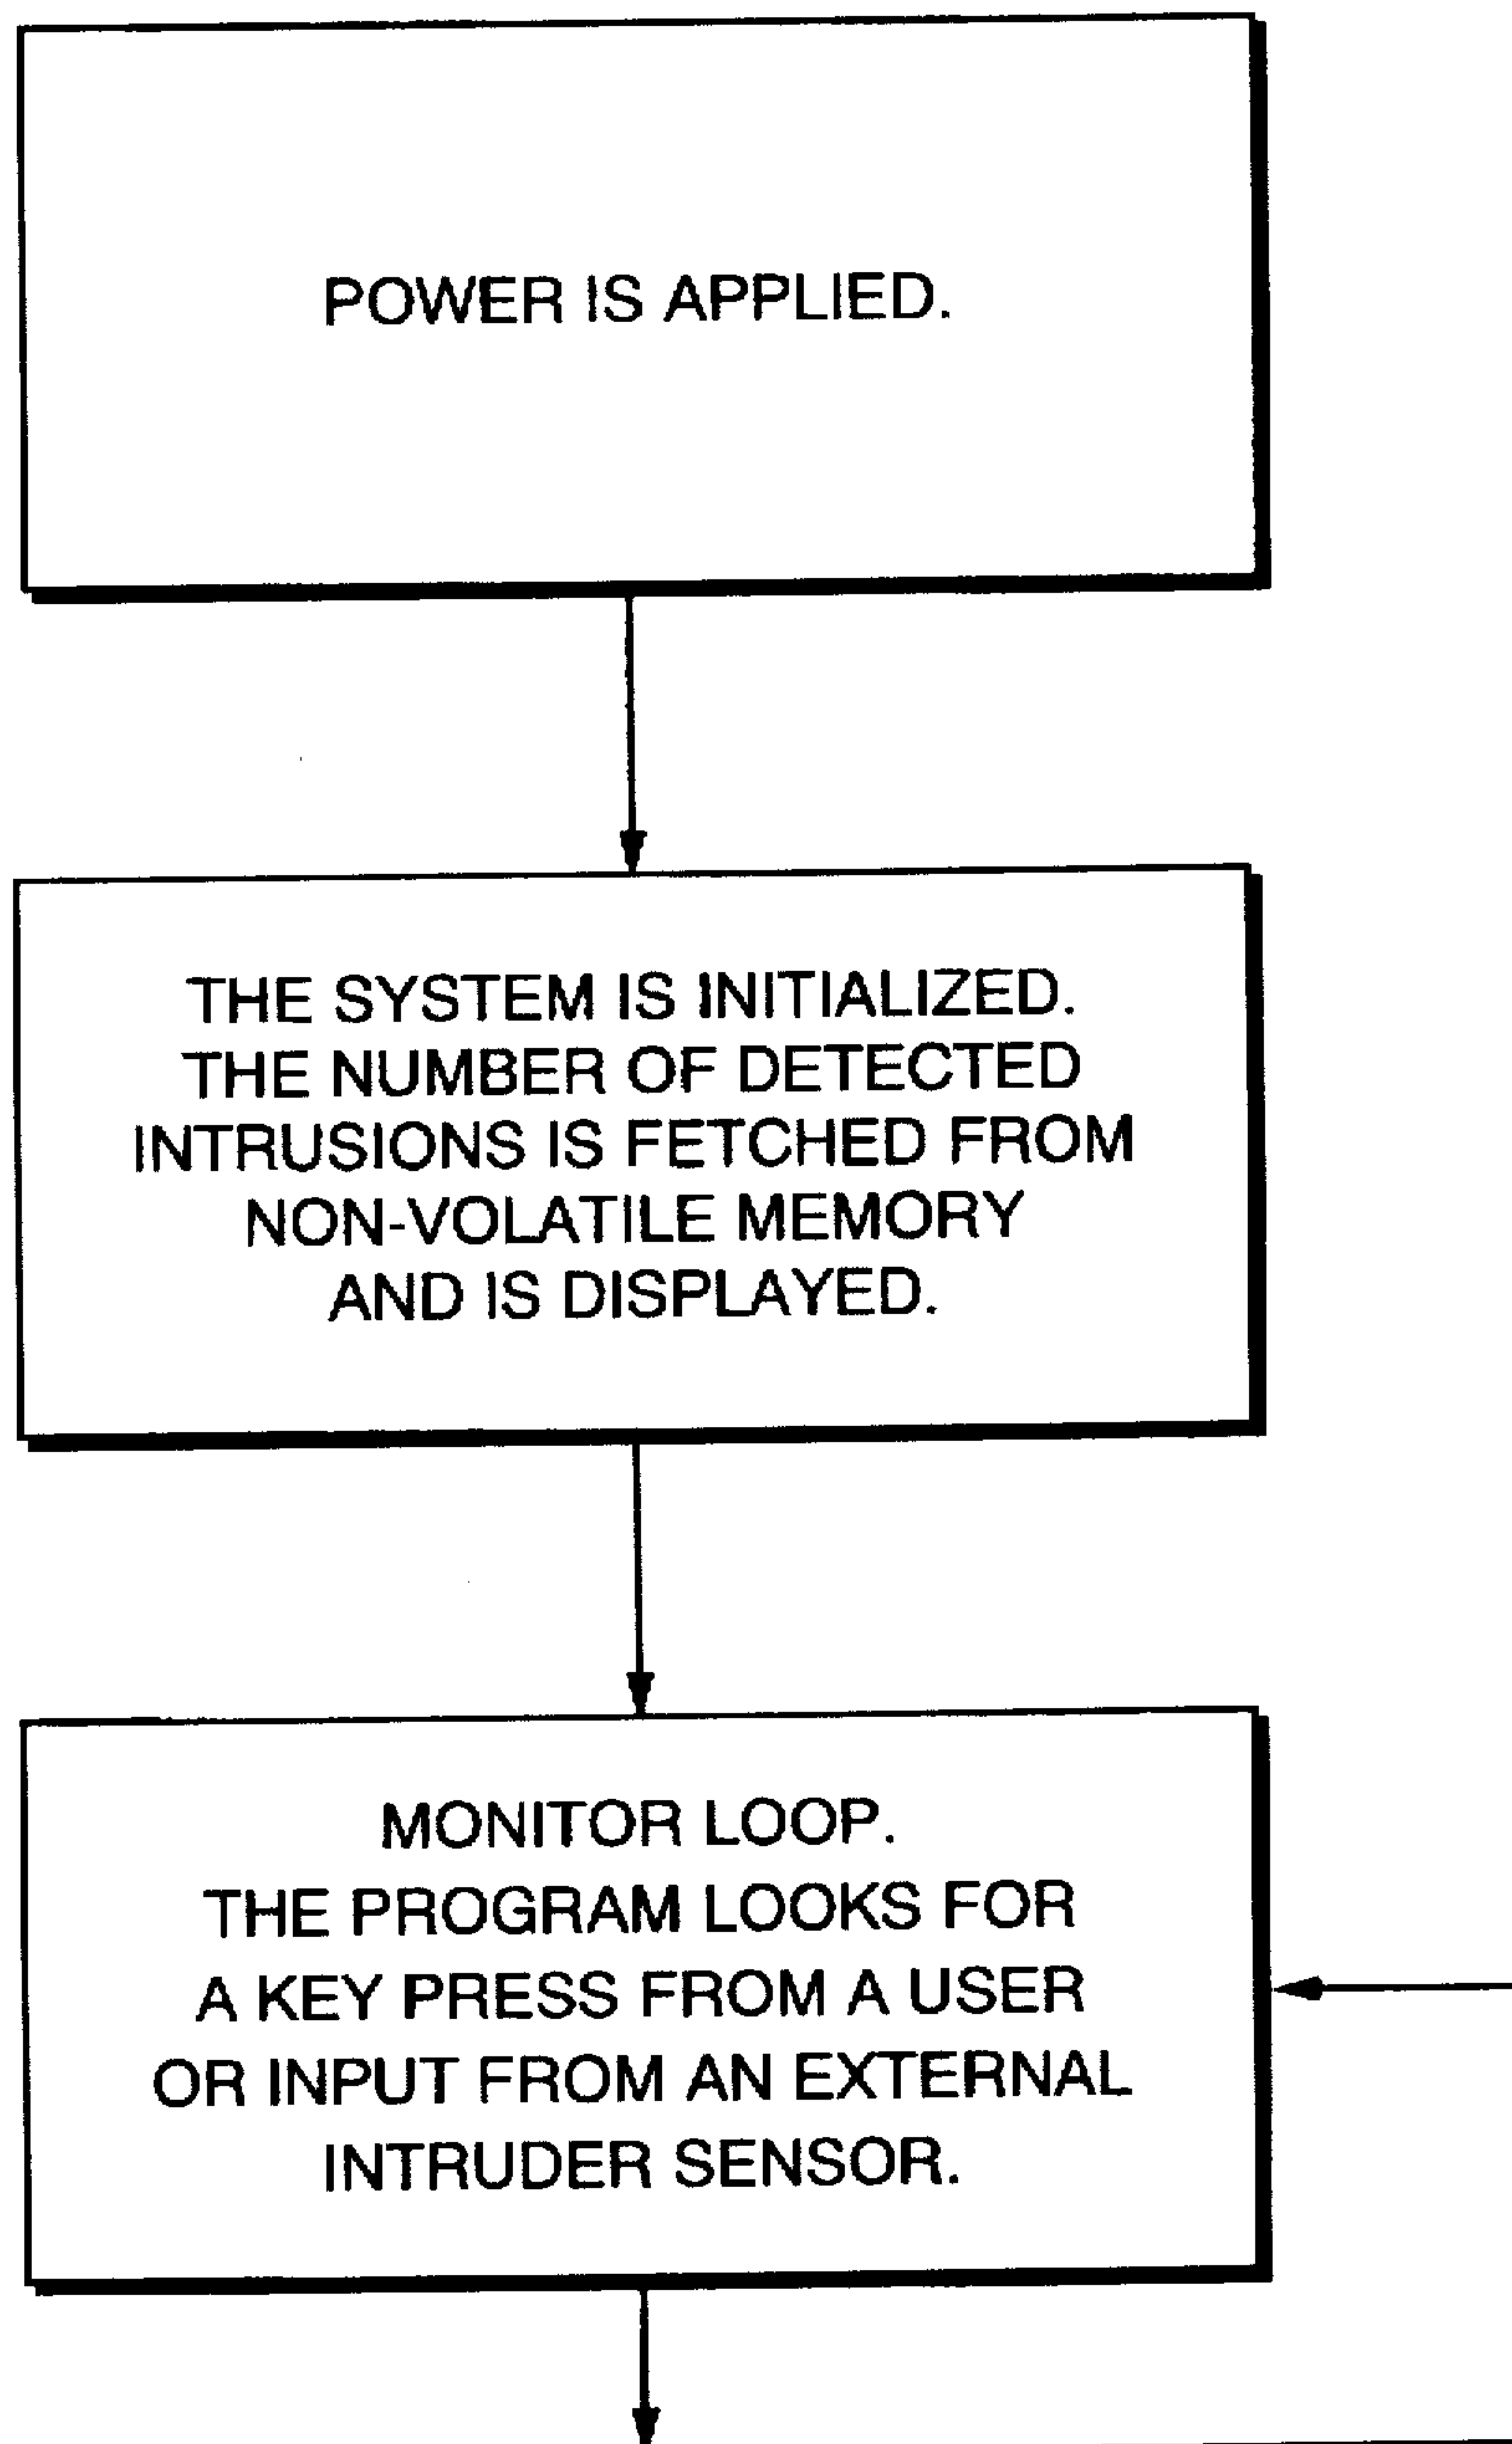 POWER IS APPLIED.
THE SYSTEM IS INITIALIZED.
THE NUMBER OF DETECTED
INTRUSIONS IS FETCHED FROM
NON-VOLATILE MEMORY
AND IS DISPLAYED.
MONITOR LOOP.
THE PROGRAM LOOKS FOR
A KEY PRESS FROM A USER
OR INPUT FROM AN EXTERNAL
INTRUDER SENSOR.